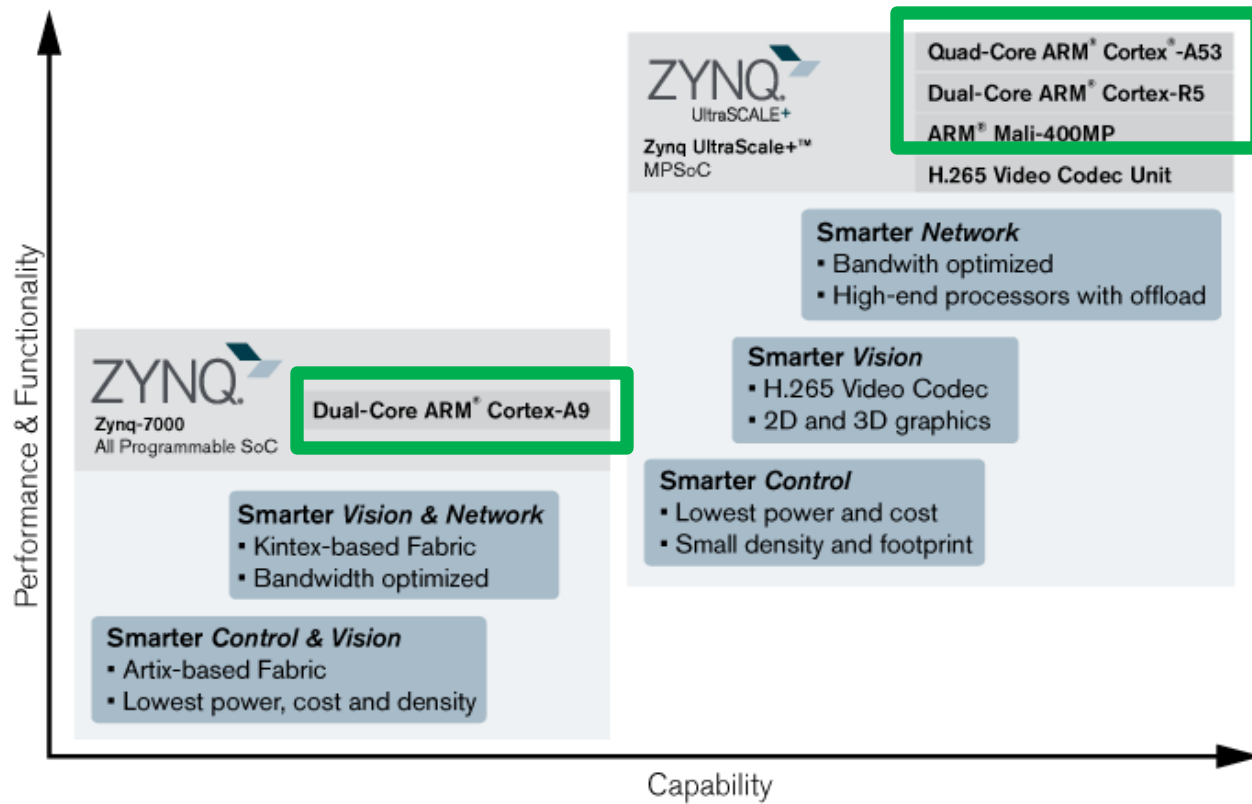 Performance & Functionality
ZYNQ.
UltraSCALE+
Zynq UltraScale+™
MPSoC
Quad-Core ARM® Cortex®-A53
Dual-Core ARM® Cortex-R5
ARM® Mali-400MP
H.265 Video Codec Unit
Smarter Network
▪ Bandwith optimized
▪ High-end processors with offload
Smarter Vision
▪ H.265 Video Codec
▪ 2D and 3D graphics
Smarter Control
▪ Lowest power and cost
▪ Small density and footprint
ZYNQ.
Zynq-7000
All Programmable SoC
Dual-Core ARM® Cortex-A9
Smarter Vision & Network
▪ Kintex-based Fabric
▪ Bandwidth optimized
Smarter Control & Vision
▪ Artix-based Fabric
▪ Lowest power, cost and density
Capability